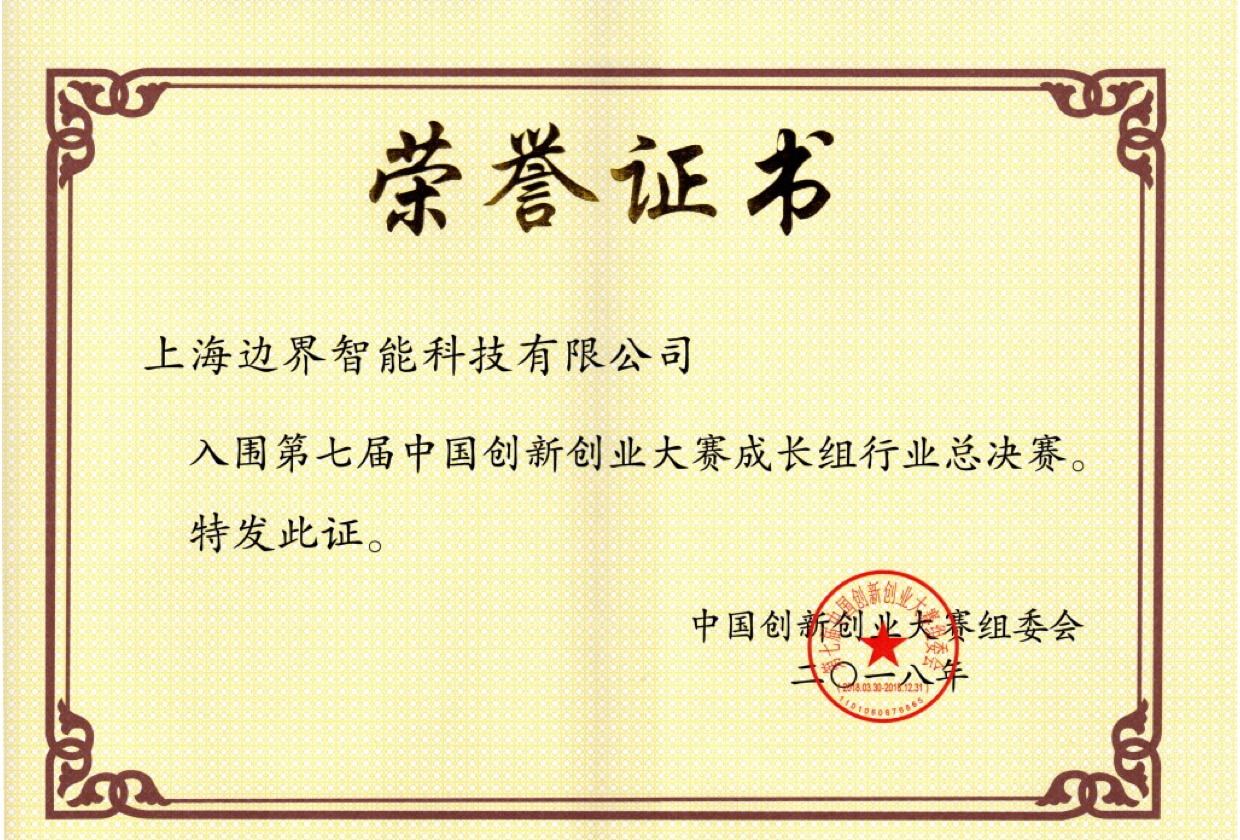 荣誉证书
上海边界智能科技有限公司
入围第七届中国创新创业大赛成长组行业总决赛。
特发此证。
中国创新创业大赛组委会
二〇一八年
第七届中国创新创业大赛组委会
(2018.03.30-2018.12.31)